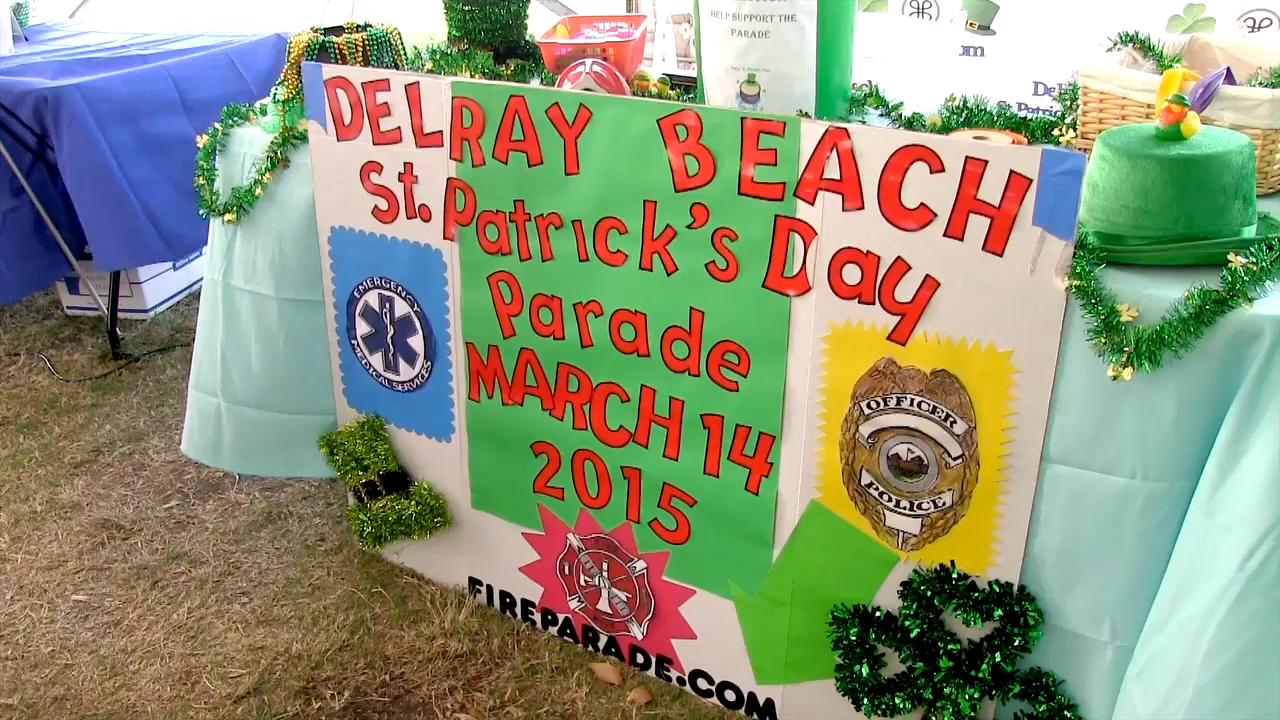 HELP SUPPORT THE
PARADE
DELRAY BEACH
St. Patrick's Day
Parade
MARCH 14
2015
EMERGENCY
MEDICAL SERVICES
OFFICER
POLICE
FIREPARADE.COM